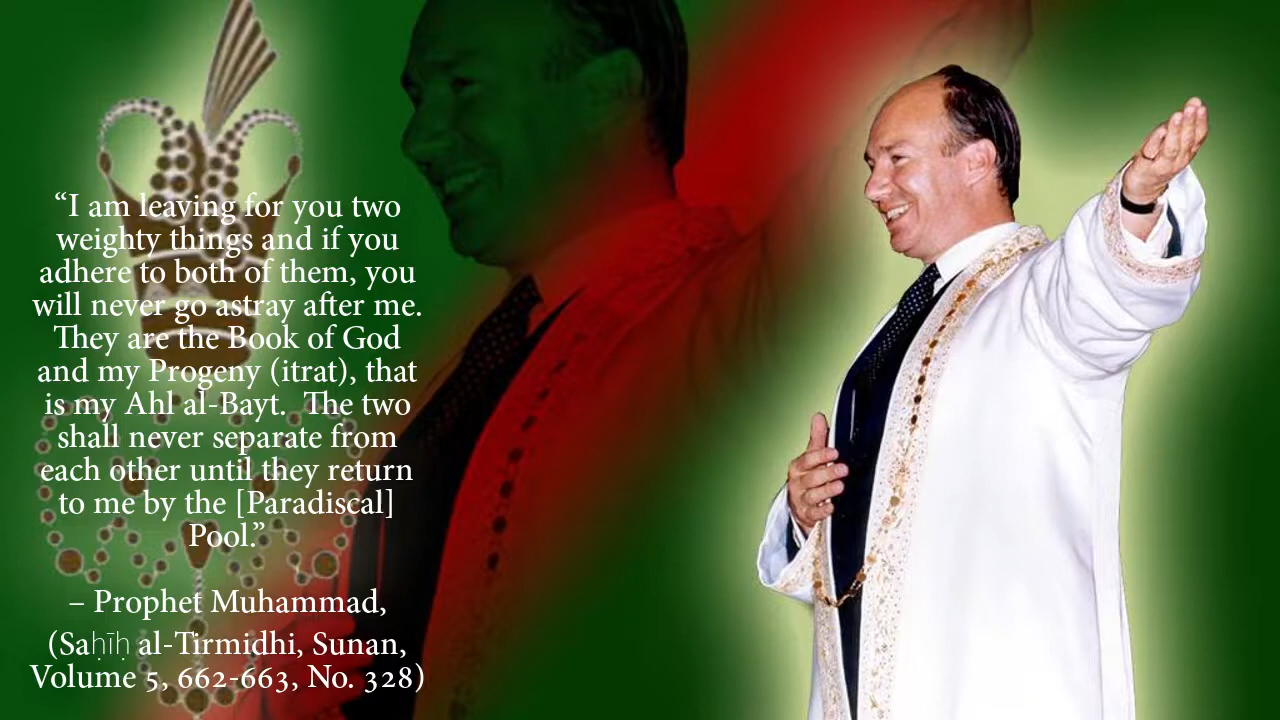 “I am leaving for you two
weighty things and if you
adhere to both of them, you
will never go astray after me.
They are the Book of God
and my Progeny (itrat), that
is my Ahl al-Bayt.  The two
shall never separate from
each other until they return
to me by the [Paradiscal]
Pool.”
– Prophet Muhammad,
(Saḥīḥ al-Tirmidhi, Sunan,
Volume 5, 662-663, No. 328)